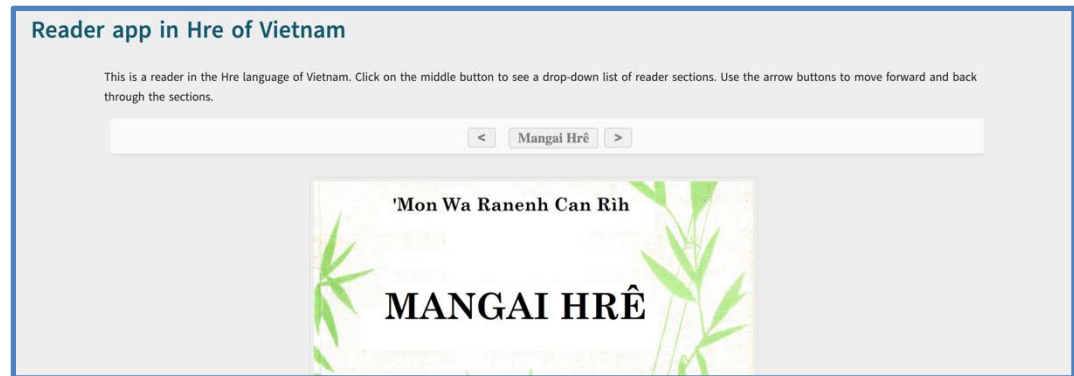 Reader app in Hre of Vietnam
This is a reader in the Hre language of Vietnam. Click on the middle button to see a drop-down list of reader sections. Use the arrow buttons to move forward and back
through the sections.
< Mangai Hrê >
'Mon Wa Ranenh Can Rìh
MANGAI HRÊ